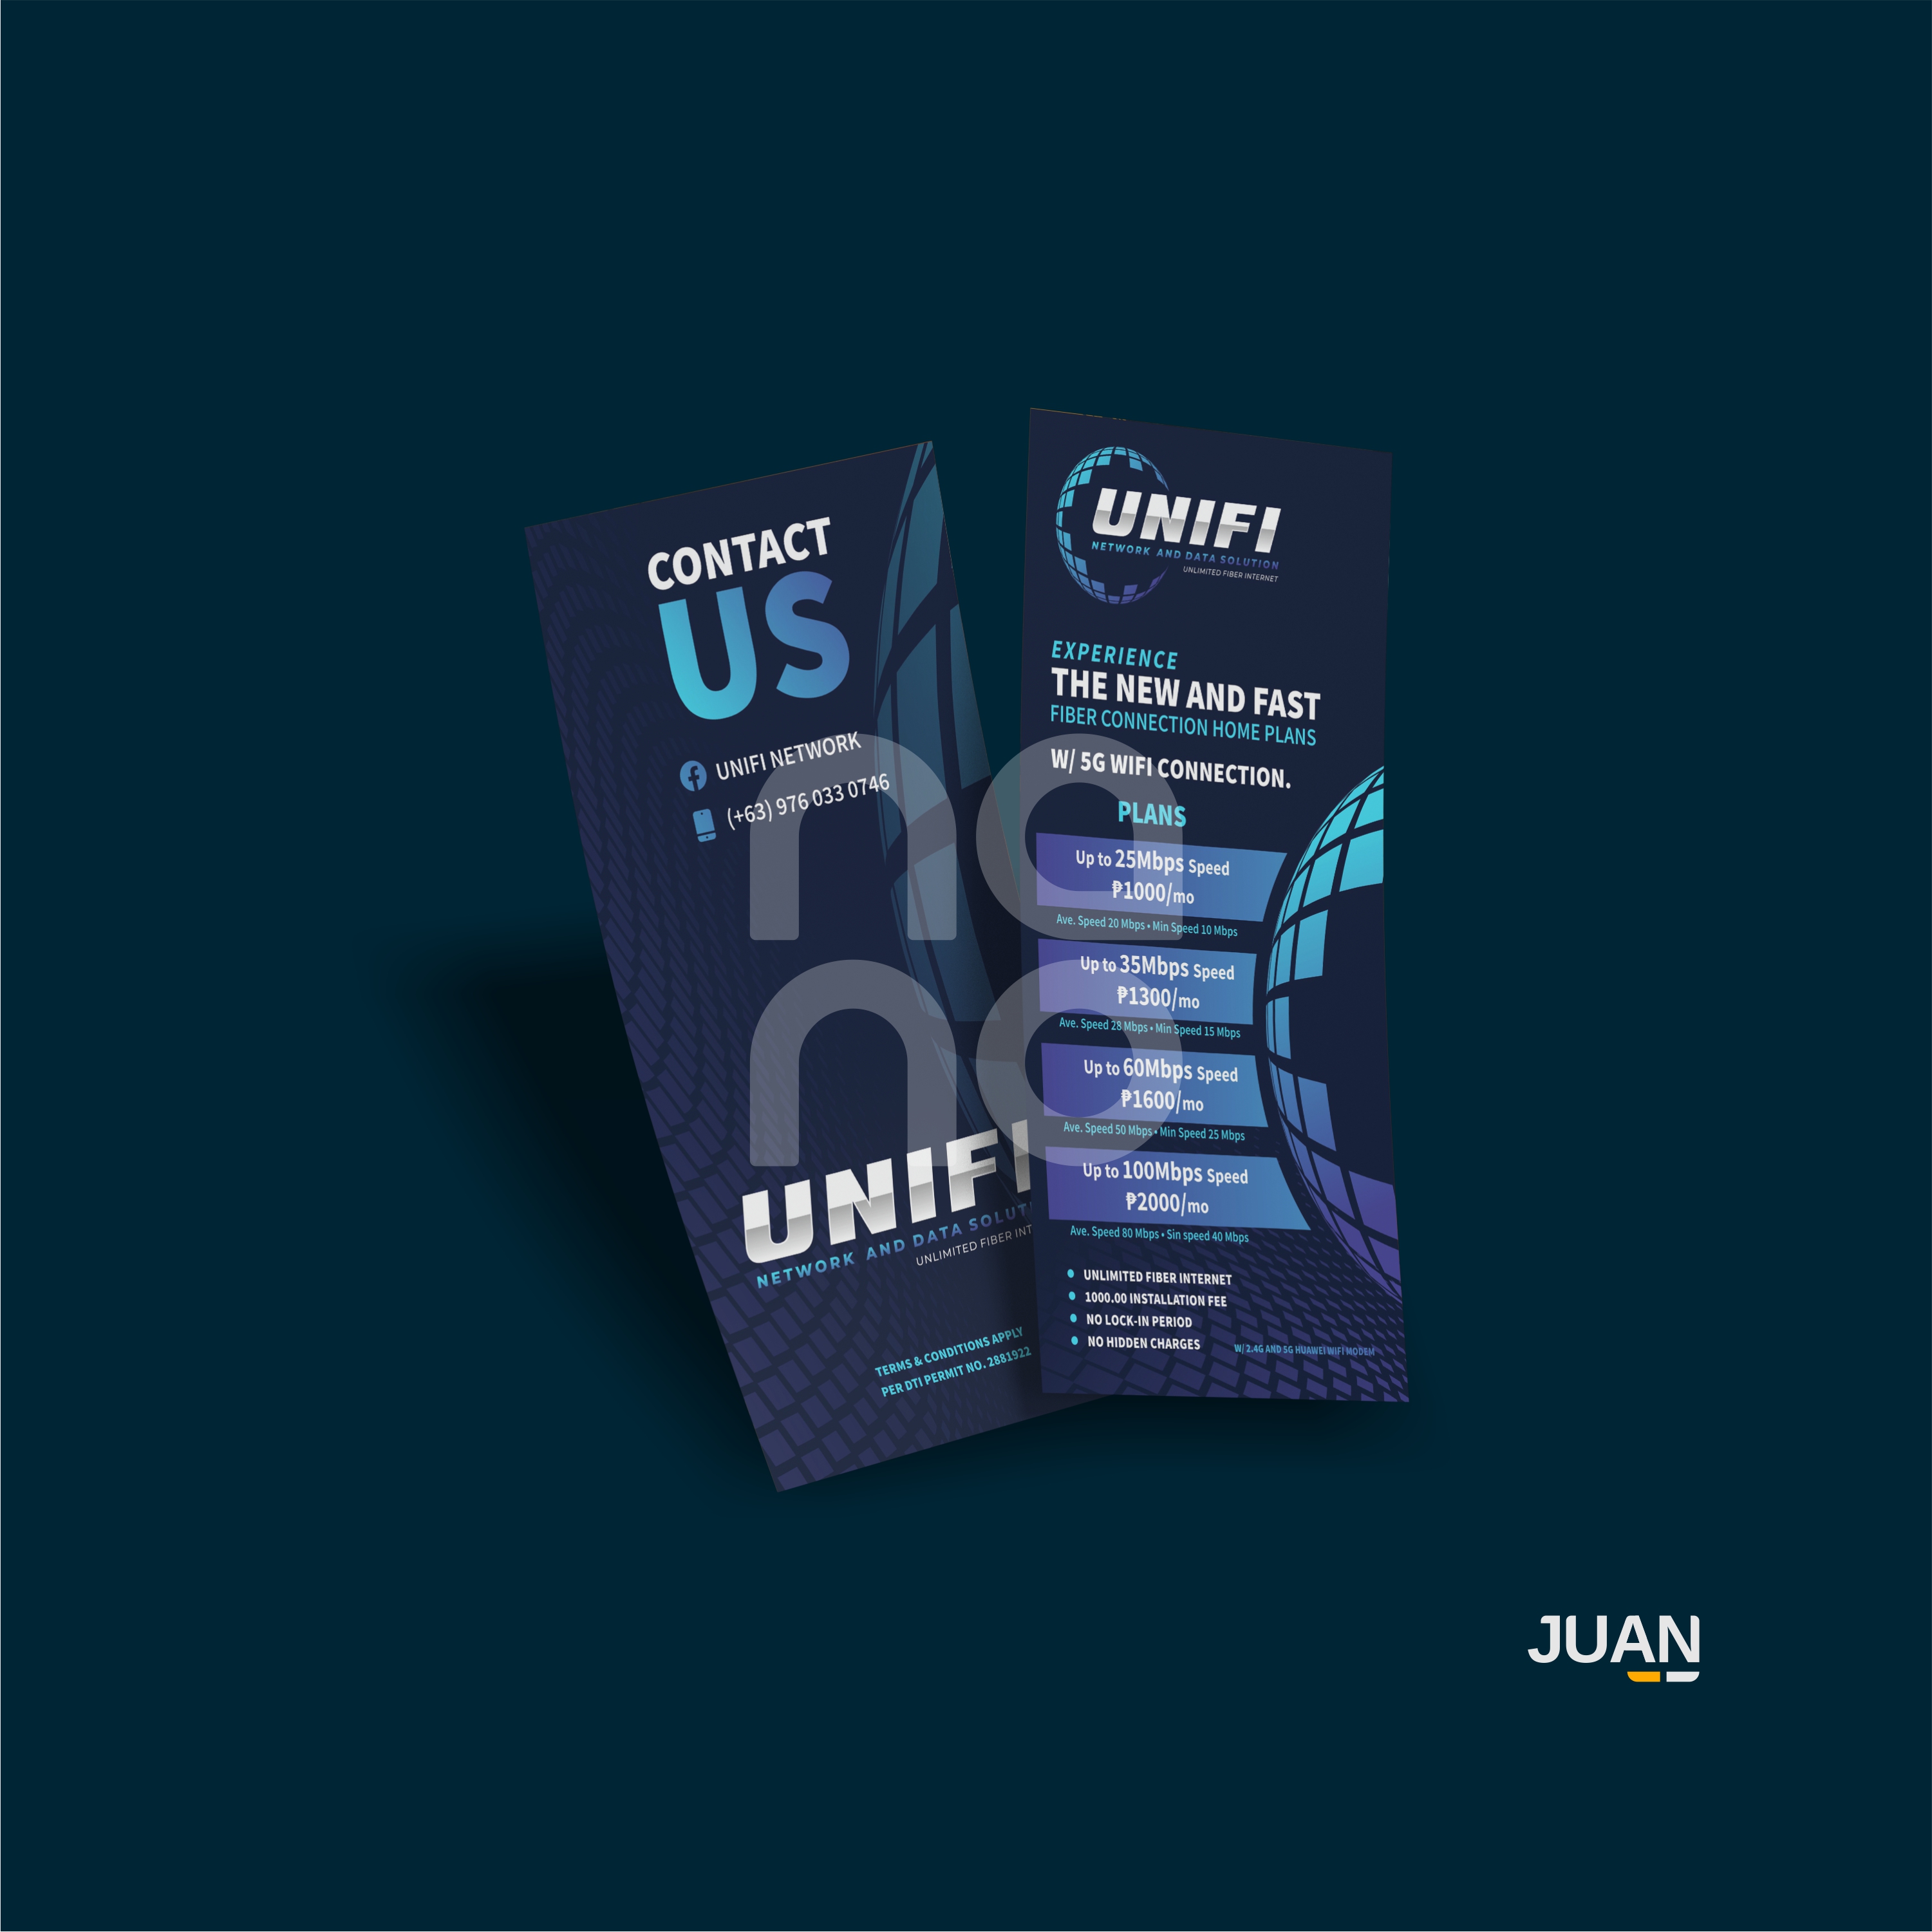 CONTACT
US
UNIFI NETWORK
(+63) 976 033 0746
UNIFI
NETWORK AND DATA SOLUT
UNLIMITED FIBER INT
TERMS & CONDITIONS APPLY
PER DTI PERMIT NO. 2881922
UNIFI
NETWORK AND DATA SOLUTION
UNLIMITED FIBER INTERNET
EXPERIENCE
THE NEW AND FAST
FIBER CONNECTION HOME PLANS
W/ 5G WIFI CONNECTION.
PLANS
Up to 25Mbps Speed
₱1000/mo
Ave. Speed 20 Mbps • Min Speed 10 Mbps
Up to 35Mbps Speed
₱1300/mo
Ave. Speed 28 Mbps • Min Speed 15 Mbps
Up to 60Mbps Speed
₱1600/mo
Ave. Speed 50 Mbps • Min Speed 25 Mbps
Up to 100Mbps Speed
₱2000/mo
Ave. Speed 80 Mbps • Sin speed 40 Mbps
• UNLIMITED FIBER INTERNET
• 1000.00 INSTALLATION FEE
• NO LOCK-IN PERIOD
• NO HIDDEN CHARGES
W/ 2.4G AND 5G HUAWEI WIFI MODEM
na
no
JUAN